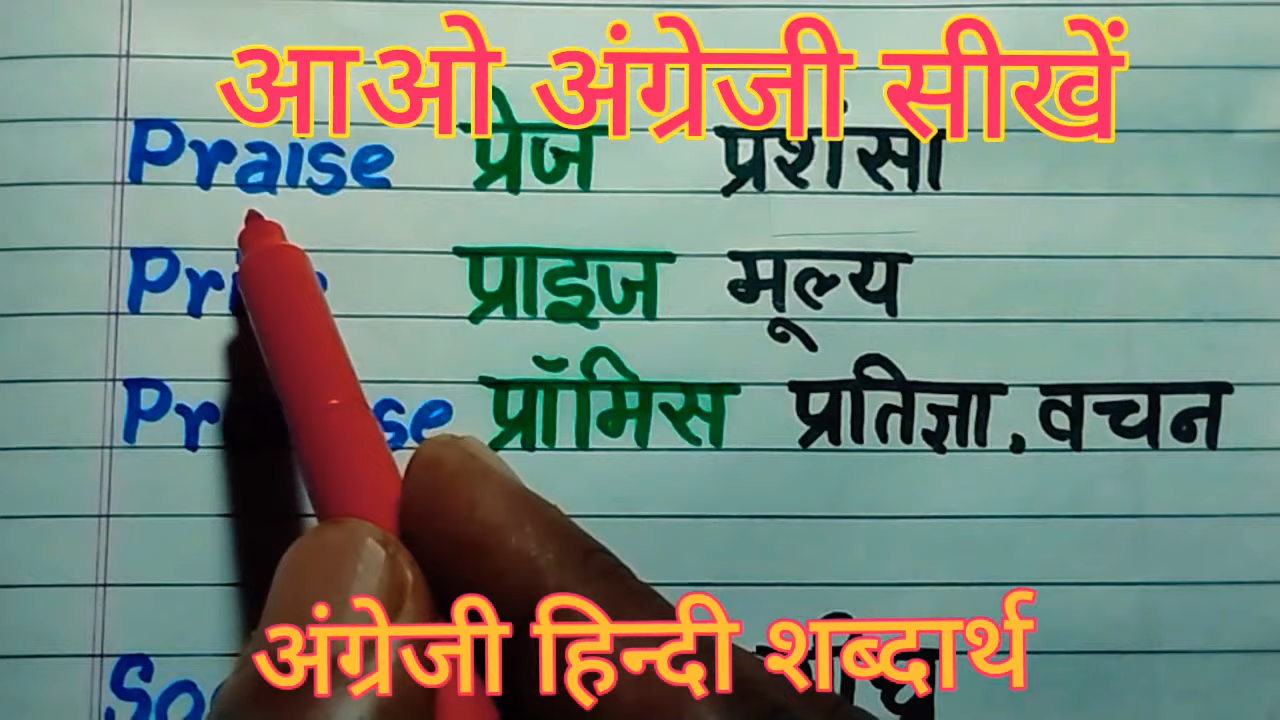 आओ अंग्रेजी सीखें
Praise प्रेज प्रशंसा
प्राइज मूल्य
प्रॉमिस प्रतिज्ञा . वचन
अंग्रेजी हिन्दी शब्दार्थ